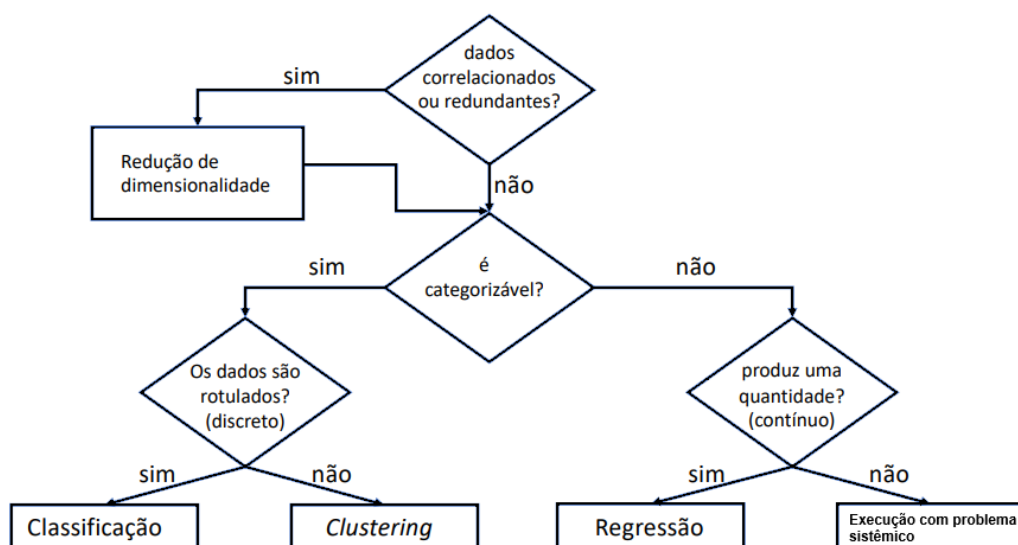 dados
correlacionados
ou redundantes?
sim
Redução de
dimensionalidade
não
é
categorizável?
sim
não
Os dados são
rotulados?
(discreto)
produz uma
quantidade?
(contínuo)
sim
não
sim
não
Classificação
Clustering
Regressão
Execução com problema
sistêmico